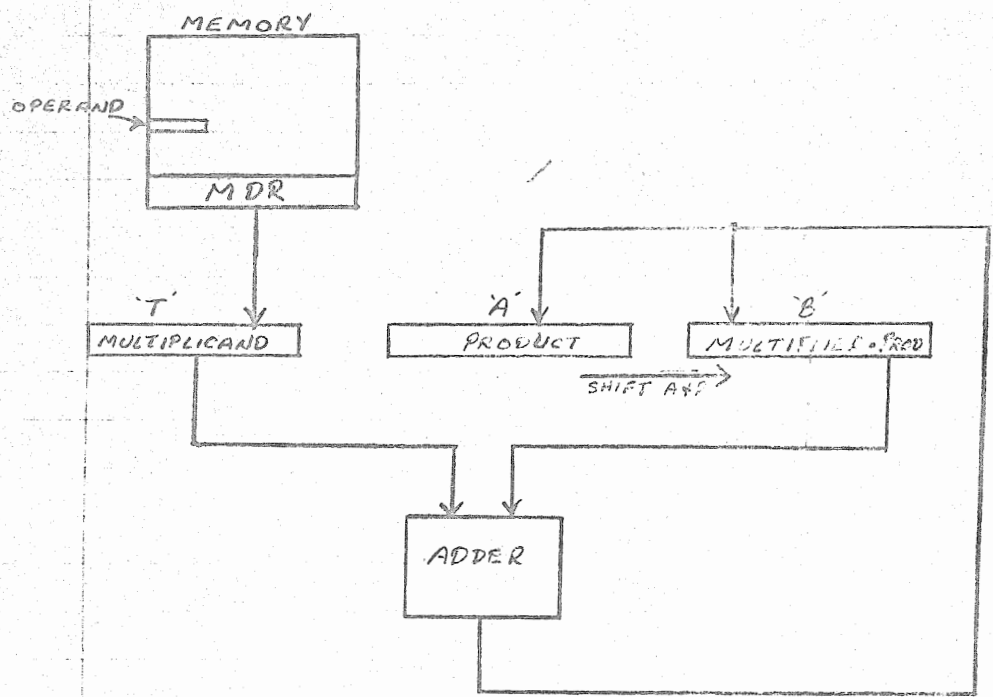 MEMORY
OPERAND
MDR
'T'
'A'
'B'
MULTIPLICAND
PRODUCT
SHIFT
ADDER